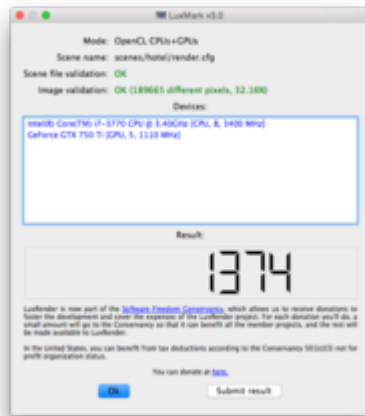 LuxMark v3.0
Mode: OpenCL CPUs+GPUs
Scene name: scenes/hotel/render.cfg
Scene file validation: OK
Image validation: OK (189665 different pixels, 32.16%)
Devices:
Intel(R) Core(TM) i7-3770 CPU @ 3.40GHz [CPU, 8, 3400 MHz]
GeForce GTX 750 Ti [GPU, 5, 1110 MHz]
Result:
1374
LuxRender is now part of the Software Freedom Conservancy, which allows us to receive donations to
foster the development and cover the expenses of the LuxRender project. For each donation you'll do, a
small amount will go to the Conservancy so that it can benefit all the member projects, and the rest will
be made available to LuxRender.
In the United States, you can benefit from tax deductions according to the Conservancy 501(c)(3) not for
profit organization status.
You can donate at here.
Ok
Submit result